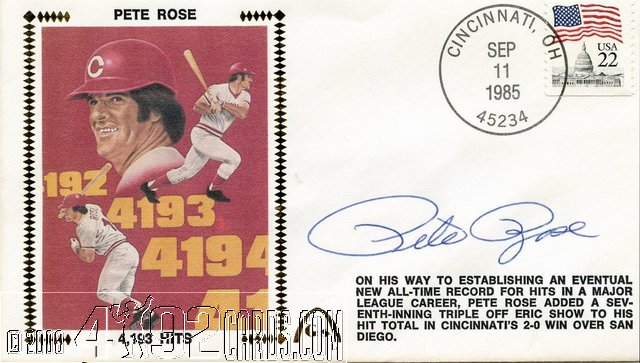 PETE ROSE
CINCINNATI, OH
SEP
11
1985
45234
USA
22
C
192
4193
4194
41
Pete Rose
ON HIS WAY TO ESTABLISHING AN EVENTUAL
NEW ALL-TIME RECORD FOR HITS IN A MAJOR
LEAGUE CAREER, PETE ROSE ADDED A SEV-
ENTH-INNING TRIPLE OFF ERIC SHOW TO HIS
HIT TOTAL IN CINCINNATI'S 2-0 WIN OVER SAN
DIEGO.
- 4,193 HITS
4192CARDS.COM